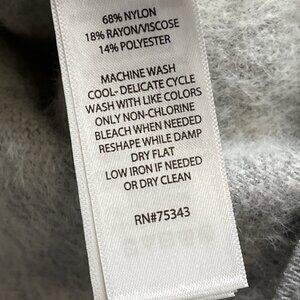 68% NYLON
18% RAYON/VISCOSE
14% POLYESTER
MACHINE WASH
COOL- DELICATE CYCLE
WASH WITH LIKE COLORS
ONLY NON-CHLORINE
BLEACH WHEN NEEDED
RESHAPE WHILE DAMP
DRY FLAT
LOW IRON IF NEEDED
OR DRY CLEAN
RN#75343